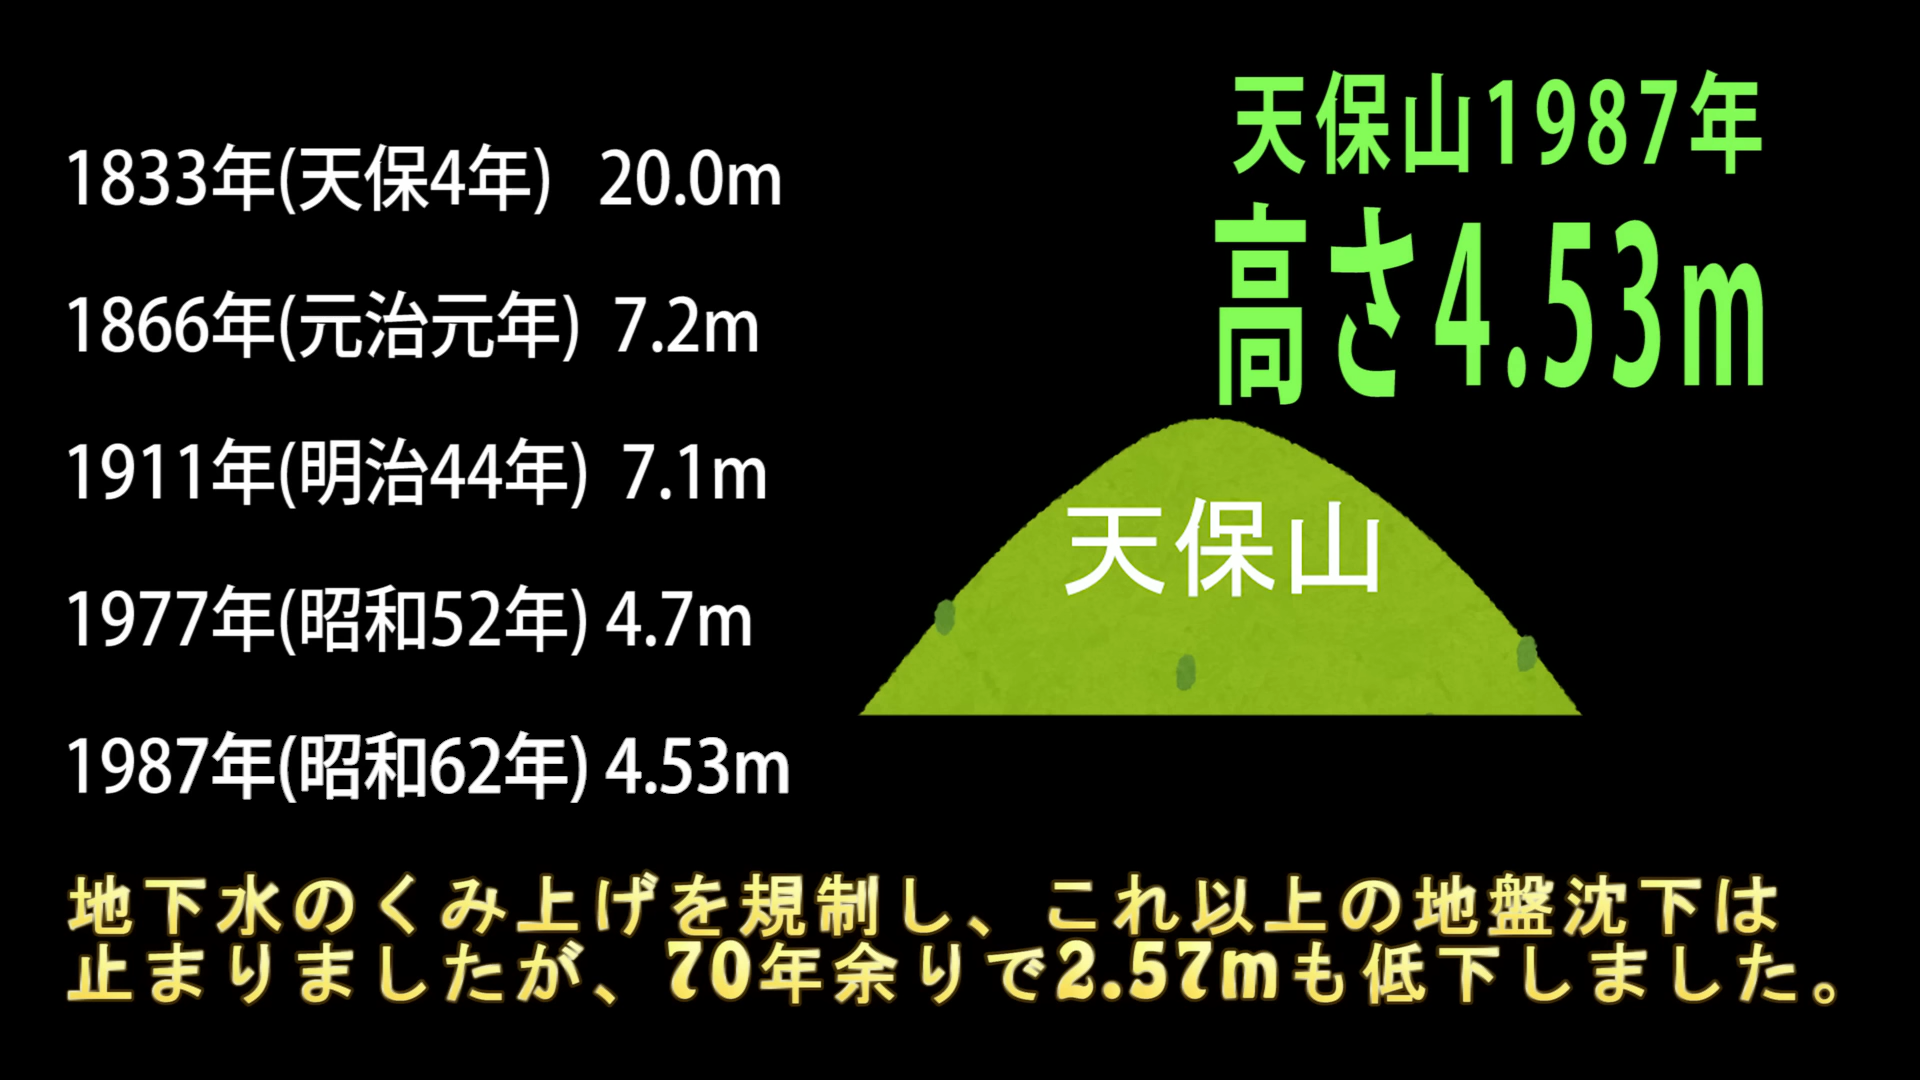 天保山1987年
高さ4.53m
1833年(天保4年) 20.0m
1866年(元治元年) 7.2m
1911年(明治44年) 7.1m
1977年(昭和52年) 4.7m
1987年(昭和62年) 4.53m
天保山
地下水のくみ上げを規制し、これ以上の地盤沈下は
止まりましたが、70年余りで2.57mも低下しました。